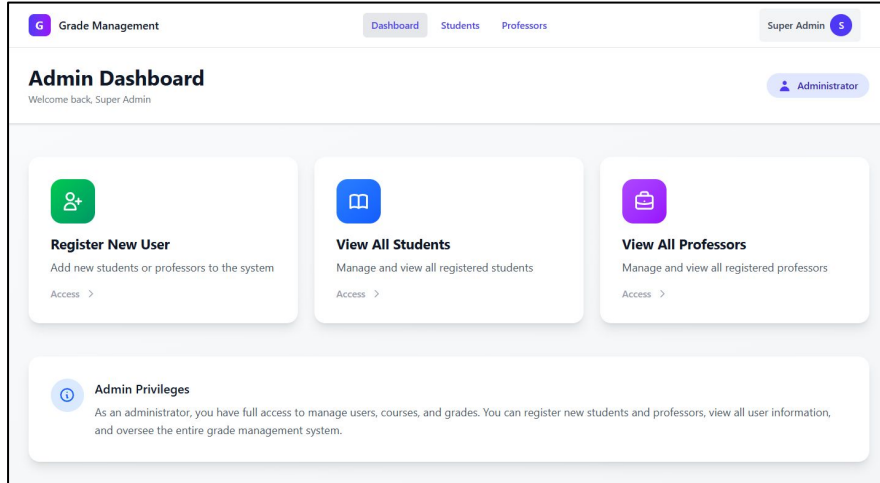 G Grade Management Dashboard Students Professors Super Admin S
Admin Dashboard
Welcome back, Super Admin
Administrator
Register New User
Add new students or professors to the system
Access
View All Students
Manage and view all registered students
Access
View All Professors
Manage and view all registered professors
Access
Admin Privileges
As an administrator, you have full access to manage users, courses, and grades. You can register new students and professors, view all user information,
and oversee the entire grade management system.